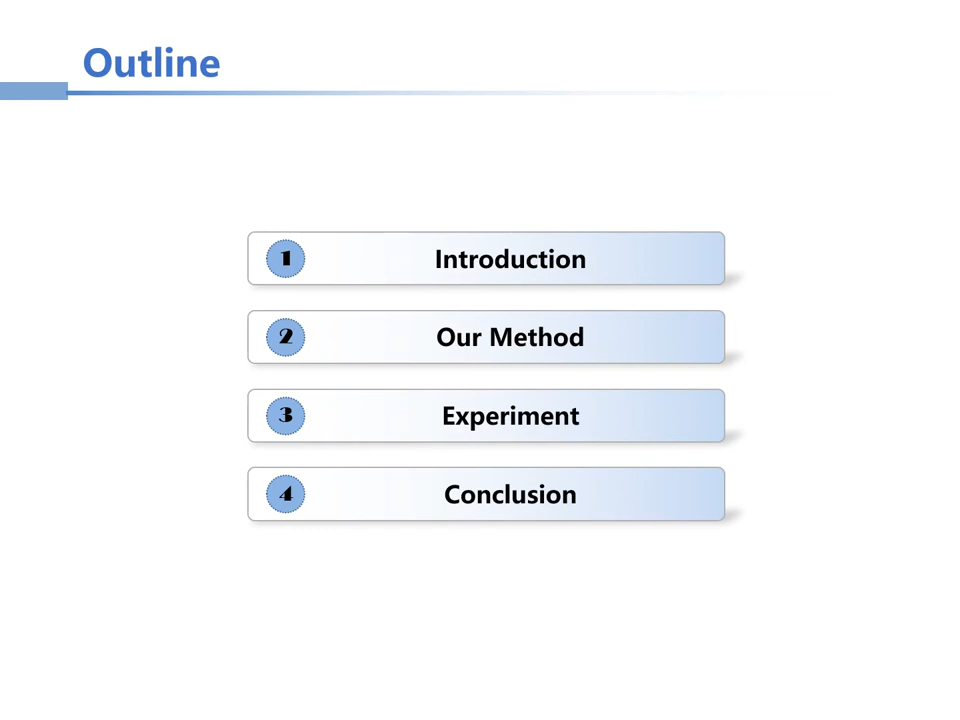 Outline
1 Introduction
2 Our Method
3 Experiment
4 Conclusion